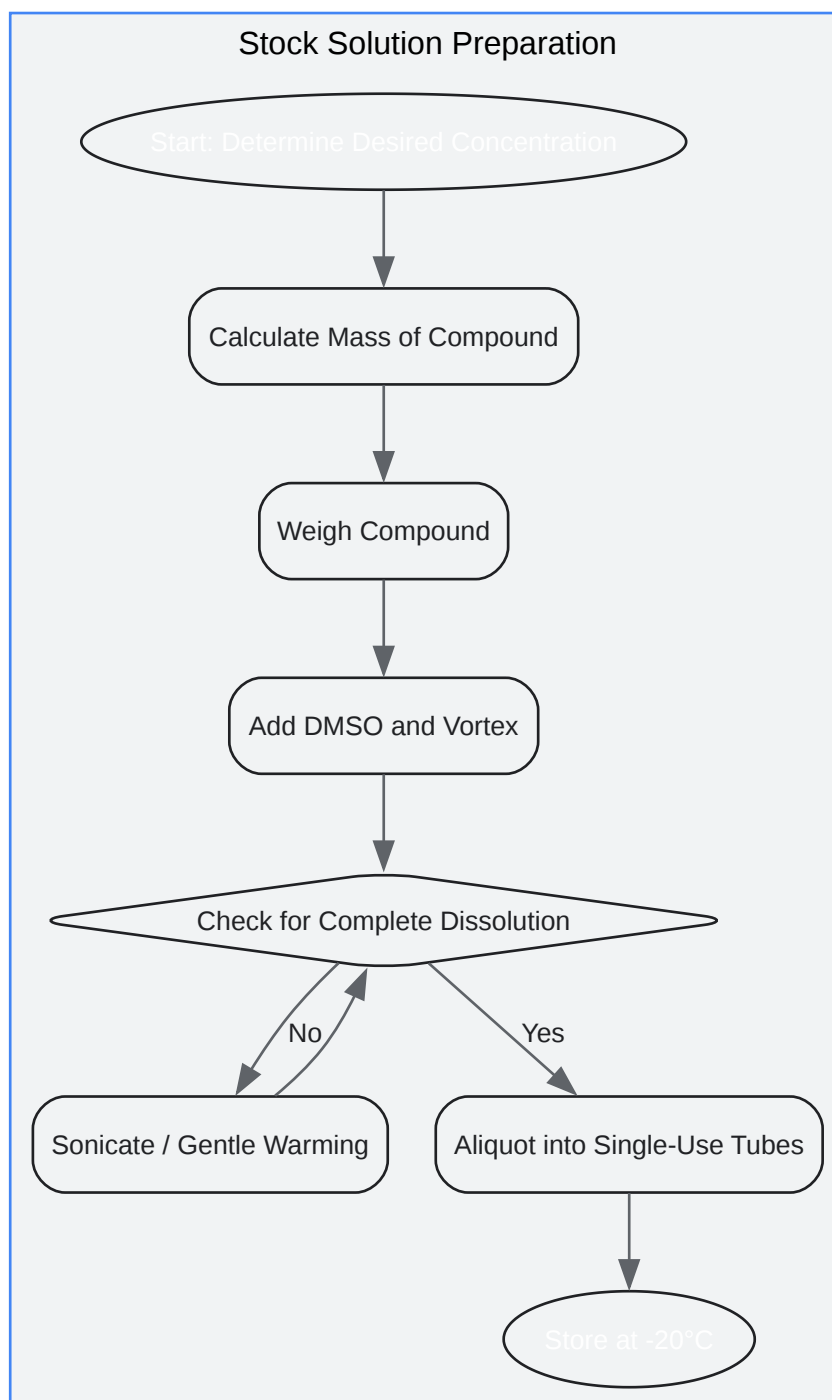 Stock Solution Preparation
Start: Determine Desired Concentration
Calculate Mass of Compound
Weigh Compound
Add DMSO and Vortex
Check for Complete Dissolution
No
Yes
Sonicate / Gentle Warming
Aliquot into Single-Use Tubes
Store at -20°C